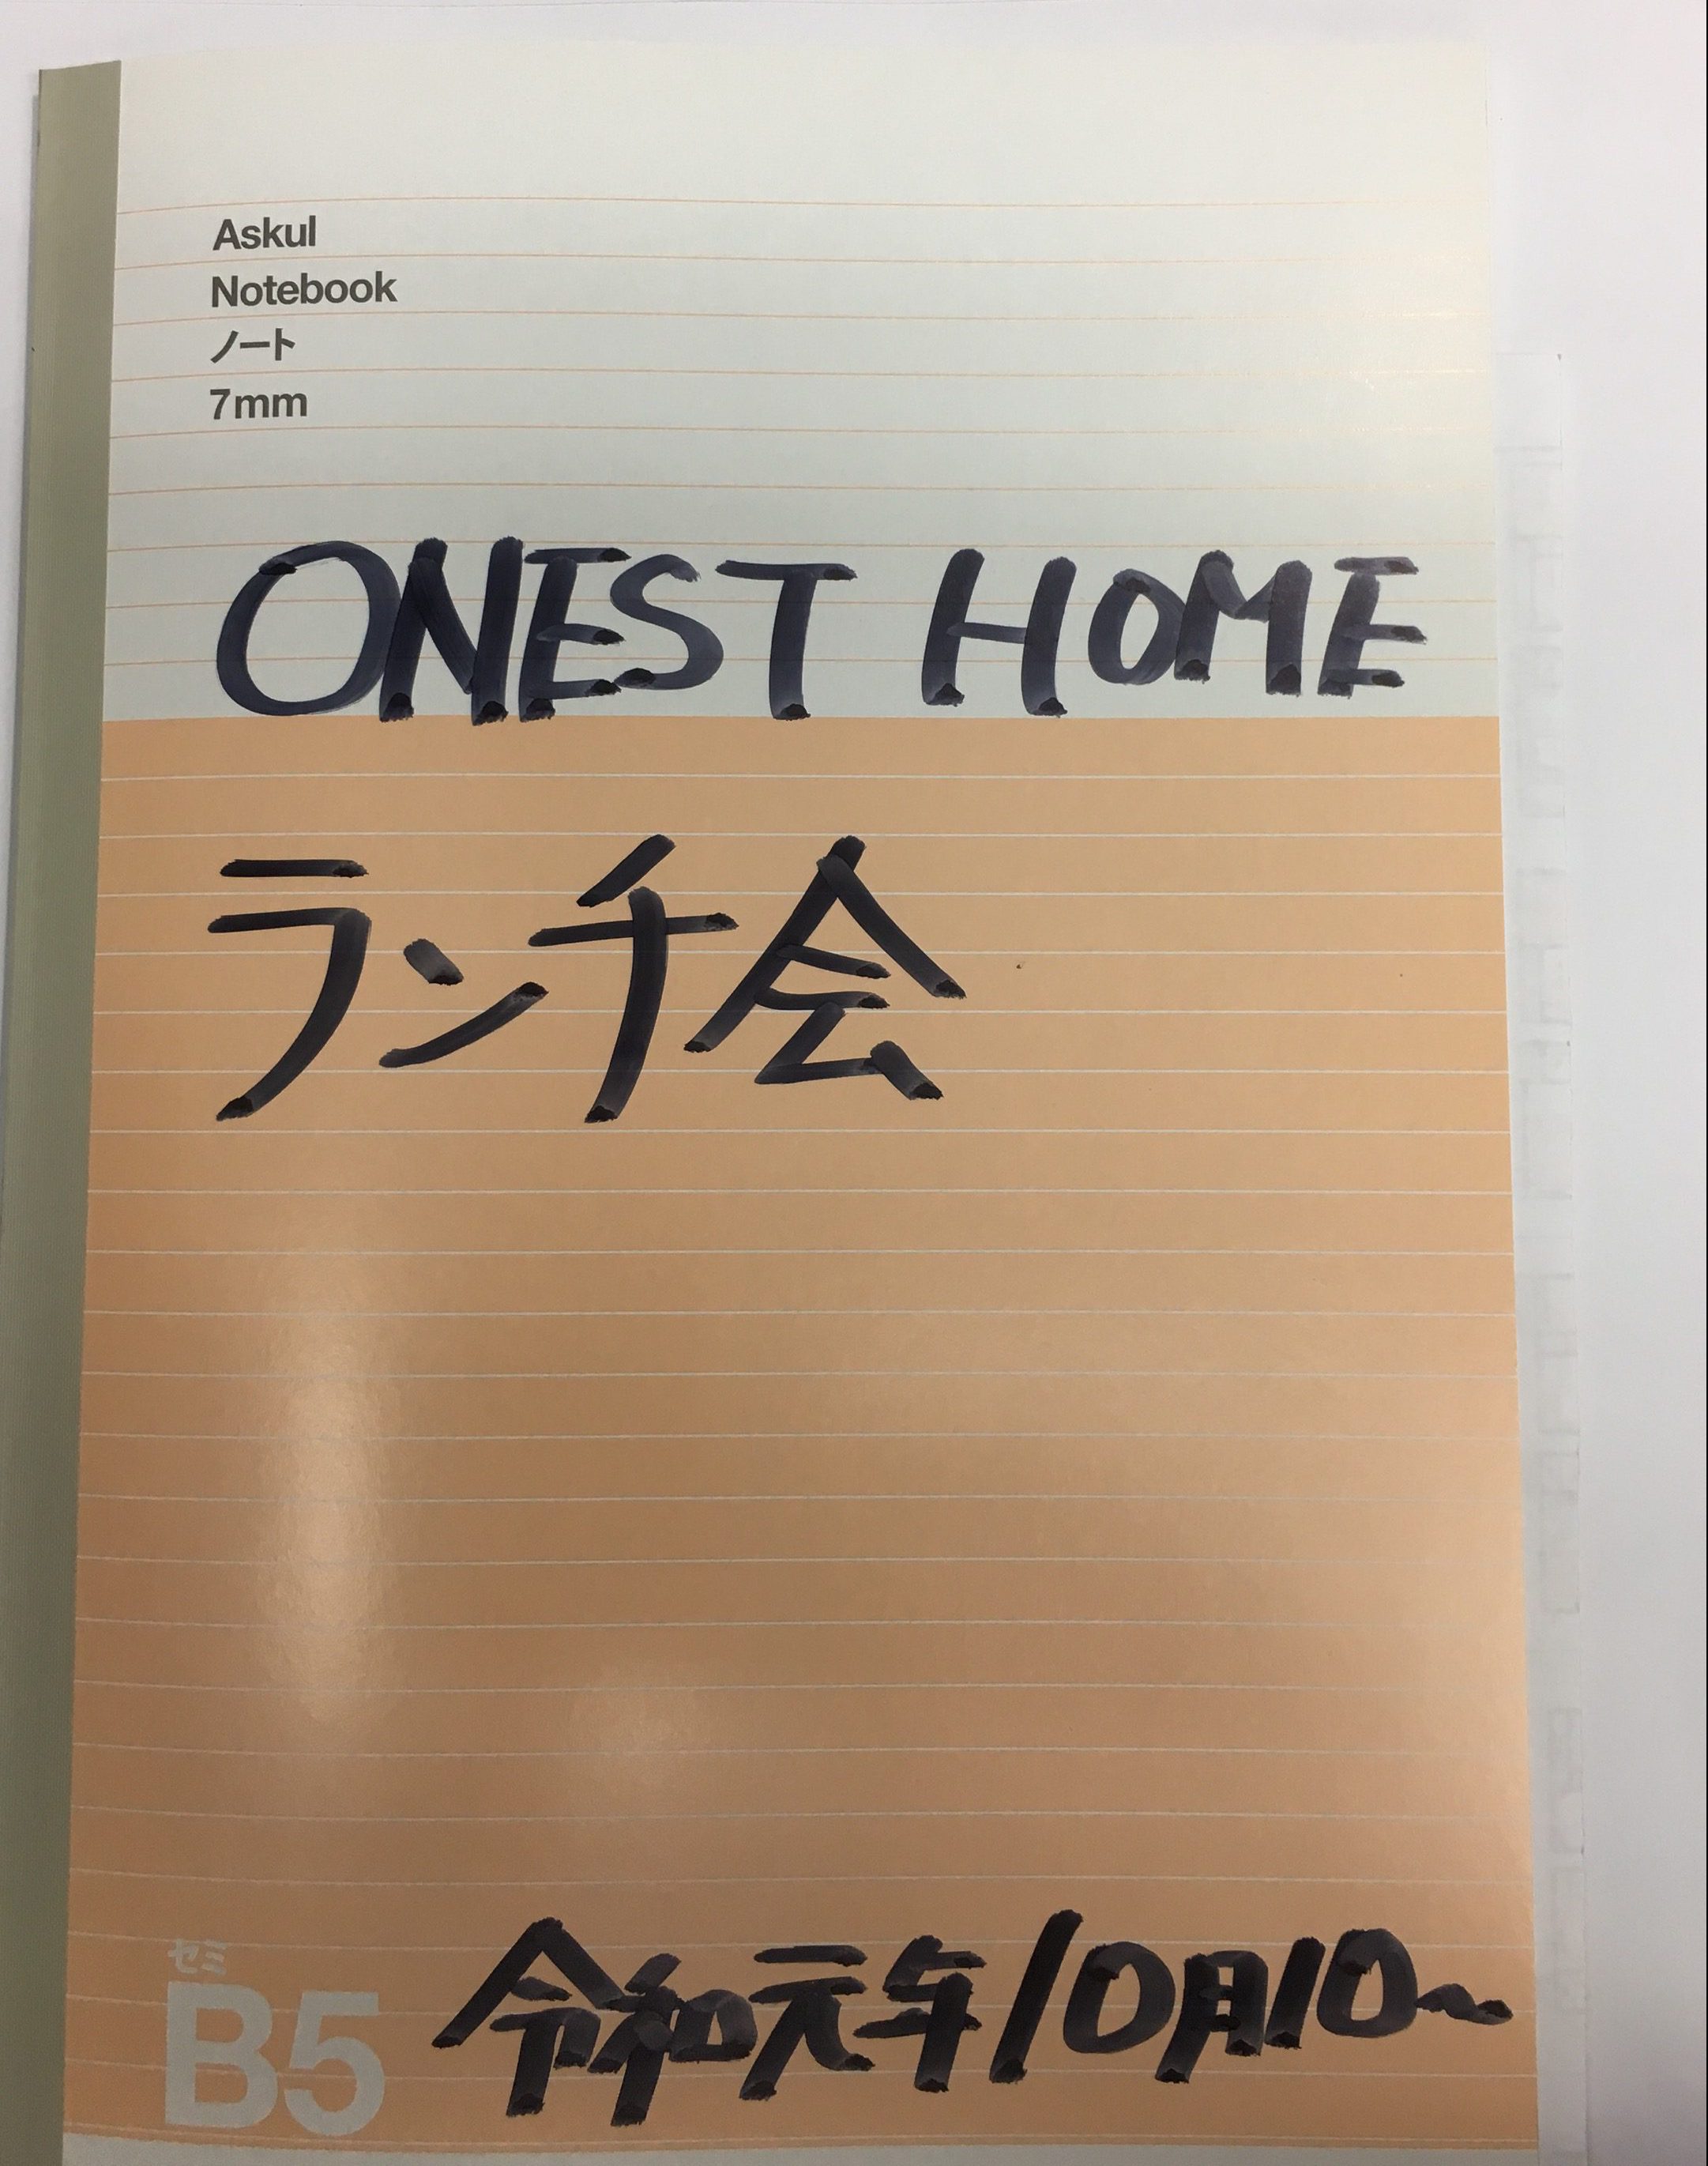 Askul
Notebook
ノート
7mm
ONEST HOME
ランチ会
セミ
B5
令和元年10月10～